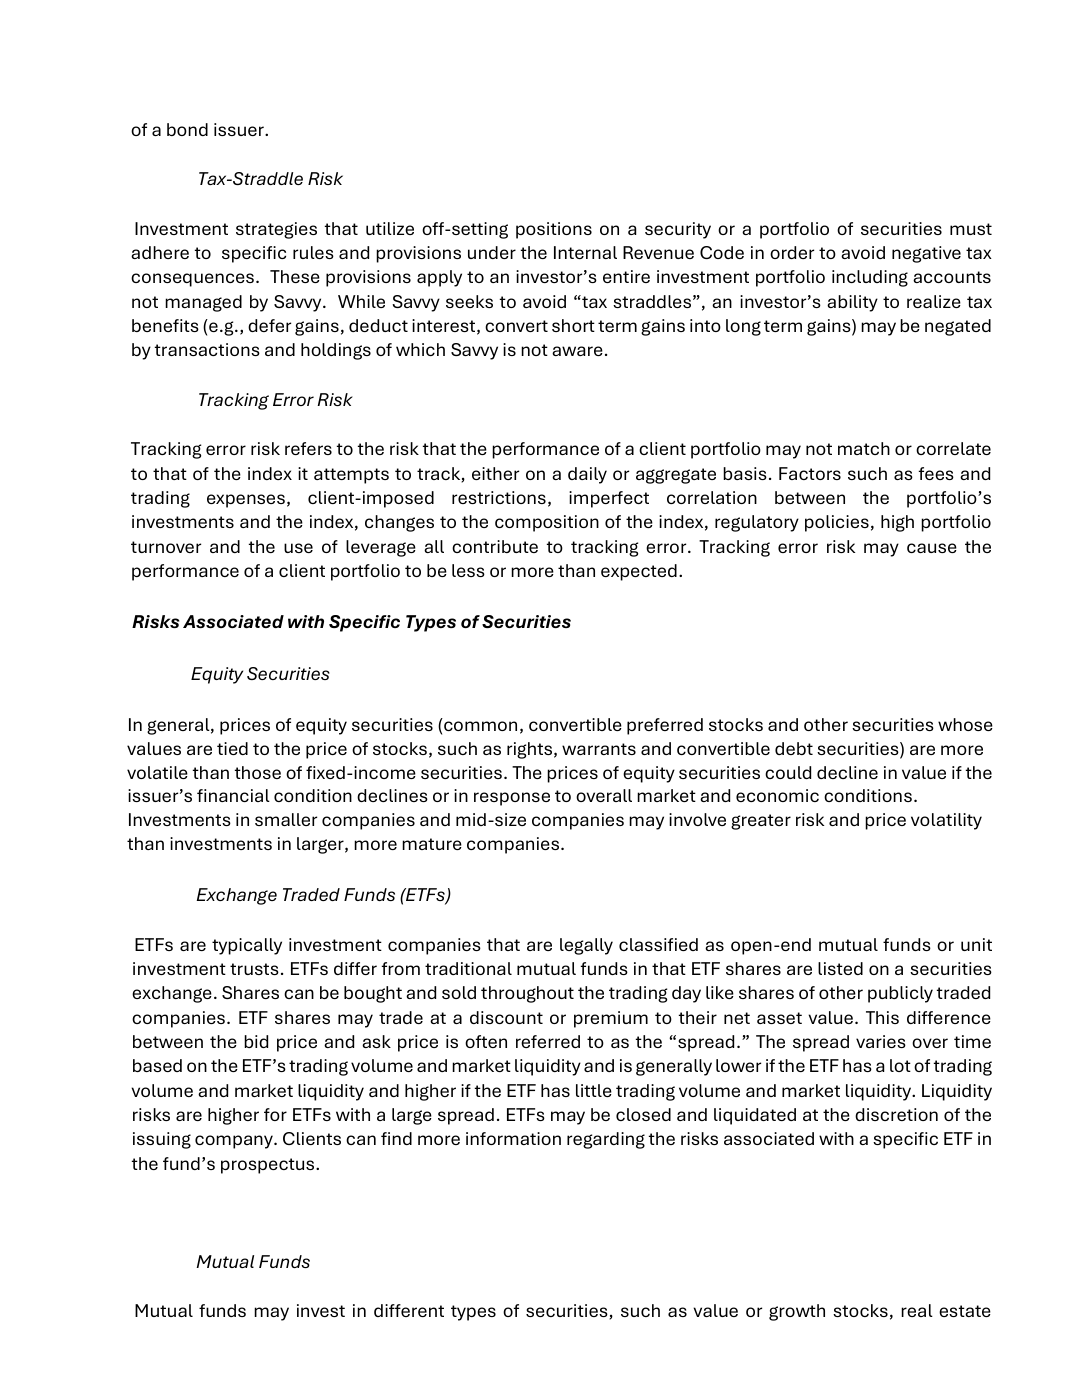 of a bond issuer.
Tax-Straddle Risk
Investment strategies that utilize off-setting positions on a security or a portfolio of securities must
adhere to  specific rules and provisions under the Internal Revenue Code in order to avoid negative tax
consequences.  These provisions apply to an investor’s entire investment portfolio including accounts
not managed by Savvy.  While Savvy seeks to avoid “tax straddles”, an investor’s ability to realize tax
benefits (e.g., defer gains, deduct interest, convert short term gains into long term gains) may be negated
by transactions and holdings of which Savvy is not aware.
Tracking Error Risk
Tracking error risk refers to the risk that the performance of a client portfolio may not match or correlate
to that of the index it attempts to track, either on a daily or aggregate basis. Factors such as fees and
trading expenses, client-imposed restrictions, imperfect correlation between the portfolio’s
investments and the index, changes to the composition of the index, regulatory policies, high portfolio
turnover and the use of leverage all contribute to tracking error. Tracking error risk may cause the
performance of a client portfolio to be less or more than expected.
Risks Associated with Specific Types of Securities
Equity Securities
In general, prices of equity securities (common, convertible preferred stocks and other securities whose
values are tied to the price of stocks, such as rights, warrants and convertible debt securities) are more
volatile than those of fixed-income securities. The prices of equity securities could decline in value if the
issuer’s financial condition declines or in response to overall market and economic conditions.
Investments in smaller companies and mid-size companies may involve greater risk and price volatility
than investments in larger, more mature companies.
Exchange Traded Funds (ETFs)
ETFs are typically investment companies that are legally classified as open-end mutual funds or unit
investment trusts. ETFs differ from traditional mutual funds in that ETF shares are listed on a securities
exchange. Shares can be bought and sold throughout the trading day like shares of other publicly traded
companies. ETF shares may trade at a discount or premium to their net asset value. This difference
between the bid price and ask price is often referred to as the “spread.” The spread varies over time
based on the ETF’s trading volume and market liquidity and is generally lower if the ETF has a lot of trading
volume and market liquidity and higher if the ETF has little trading volume and market liquidity. Liquidity
risks are higher for ETFs with a large spread. ETFs may be closed and liquidated at the discretion of the
issuing company. Clients can find more information regarding the risks associated with a specific ETF in
the fund’s prospectus.
Mutual Funds
Mutual funds may invest in different types of securities, such as value or growth stocks, real estate